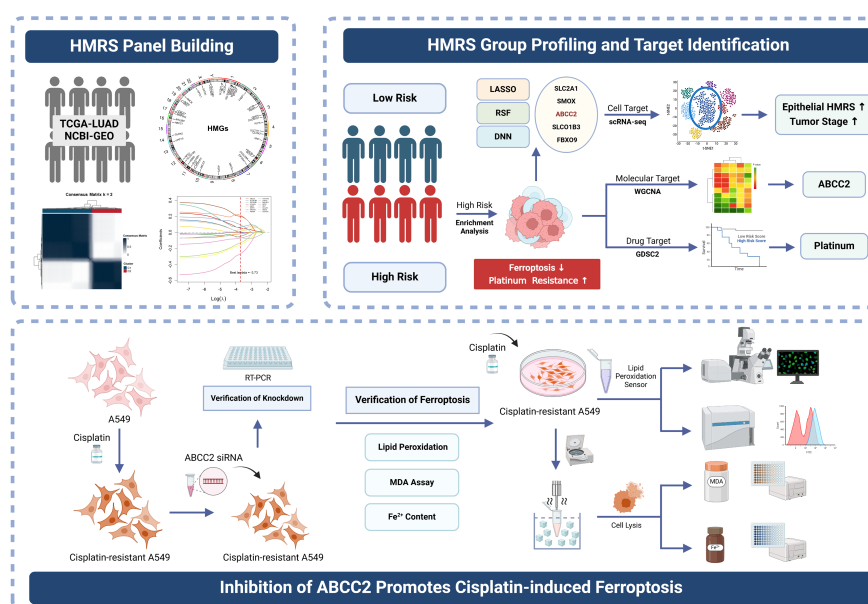 HMRS Panel Building
TCGA-LUAD
NCBI-GEO
HMGs
Consensus Matrix k = 2
Consensus Matrix
Cluster
Coefficients
Log(λ)
HMRS Group Profiling and Target Identification
Low Risk
High Risk
High Risk
Enrichment
Analysis
LASSO
RSF
DNN
SLC2A1
SMOX
ABCC2
SLCO1B3
FBXO9
Ferroptosis ↓
Platinum Resistance ↑
Cell Target
scRNA-seq
Epithelial HMRS ↑
Tumor Stage ↑
Molecular Target
WGCNA
ABCC2
Drug Target
GDSC2
Survival
Low Risk Score
High Risk Score
Time
Platinum
A549
Cisplatin
Cisplatin-resistant A549
RT-PCR
Verification of Knockdown
ABCC2 siRNA
Cisplatin-resistant A549
Verification of Ferroptosis
Lipid Peroxidation
MDA Assay
Fe²⁺ Content
Cisplatin
Cisplatin-resistant A549
Lipid
Peroxidation
Sensor
Cell Lysis
MDA
Fe²⁺
Inhibition of ABCC2 Promotes Cisplatin-induced Ferroptosis